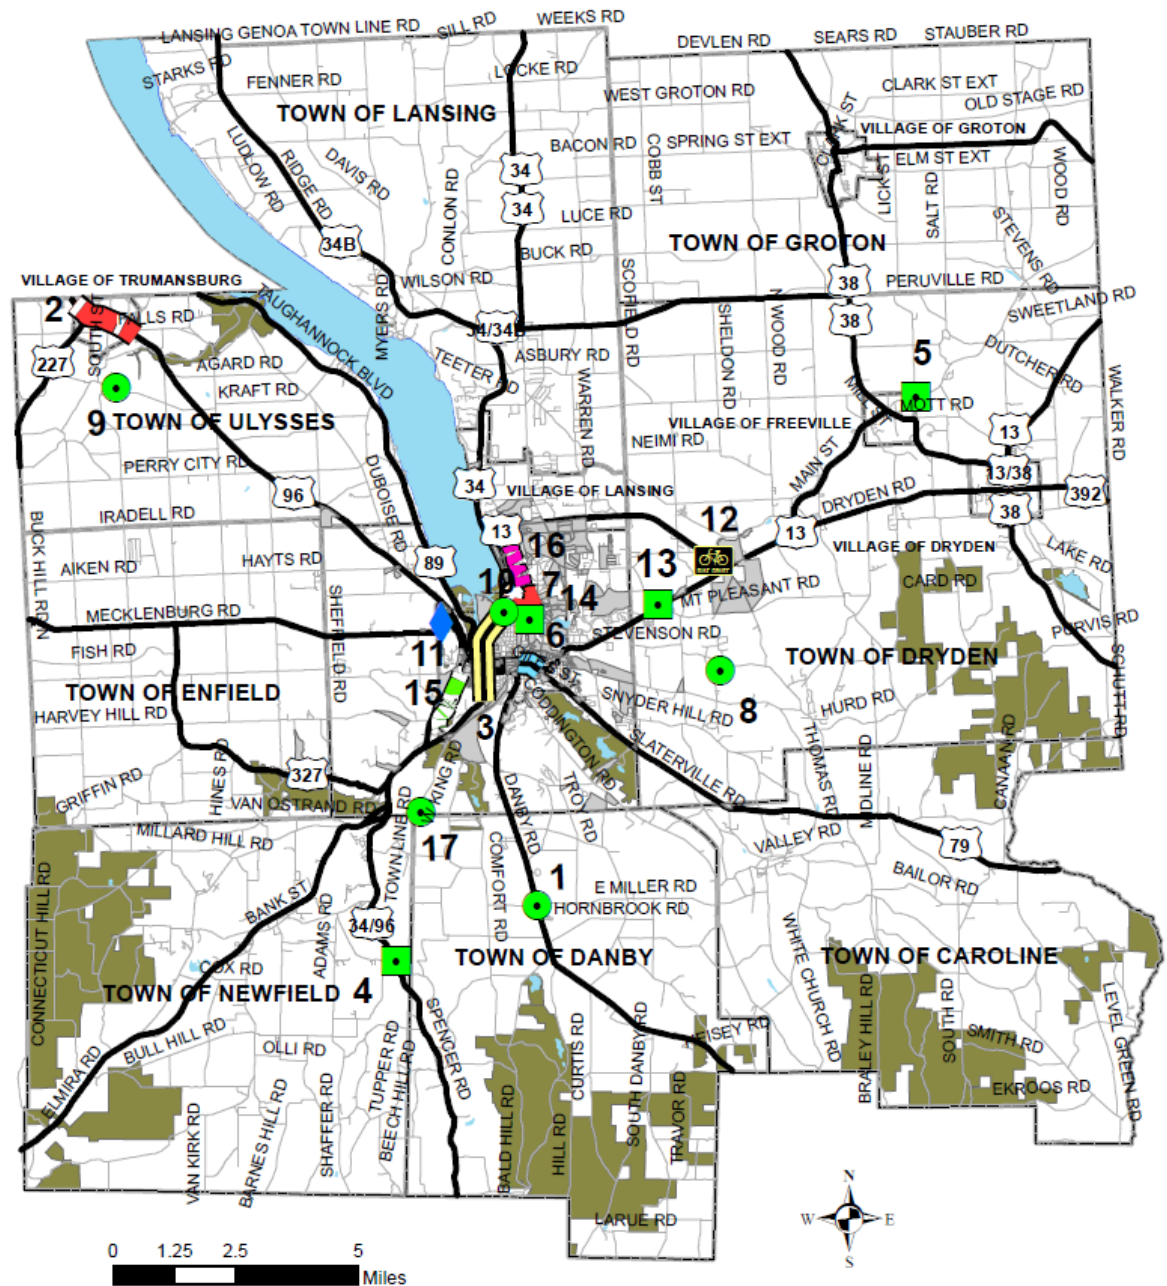 WEEKS RD
SILL RD
LANSING GENOA TOWN LINE RD
SEARS RD
STAUBER RD
DEVLEN RD
STARKS RD
FENNER RD
LOCKE RD
CLARK ST EXT
WEST GROTON RD
OLD STAGE RD
TOWN OF LANSING
CLARK ST
VILLAGE OF GROTON
BACON RD
SPRING ST EXT
COBB ST
ELM ST EXT
LUDLOW RD
RIDGE RD
DAVIS RD
CONLON RD
34
34
LICK ST
SALT RD
WOOD RD
LUCE RD
STEVENS RD
34B
BUCK RD
TOWN OF GROTON
WILSON RD
VILLAGE OF TRUMANSBURG
MYERS RD
SCOFIELD RD
38
PERUVILLE RD
2
TAUGHANNOCK BLVD
SWEETLAND RD
38
34/34B
SHELDON RD
N WOOD RD
227
AGARD RD
TEETER RD
ASBURY RD
5
DUTCHER RD
KRAFT RD
WARREN RD
MOTT RD
WALKER RD
9
TOWN OF ULYSSES
VILLAGE OF FREEVILLE
NEIMI RD
13
PERRY CITY RD
MAIN ST
DUBOISE RD
13/38
96
34
VILLAGE OF LANSING
DRYDEN RD
392
IRADELL RD
BUCK HILL RD N
13
12
13
38
HAYTS RD
16
VILLAGE OF DRYDEN
AIKEN RD
89
BIKE
LAKE RD
SHEFFIELD RD
10
7
13
MT PLEASANT RD
CARD RD
MECKLENBURG RD
14
PURVIS RD
FISH RD
11
6
STEVENSON RD
TOWN OF DRYDEN
TOWN OF ENFIELD
15
SNYDER HILL RD
8
HURD RD
SCHUTT RD
HARVEY HILL RD
3
CODDINGTON RD
SLATERVILLE RD
THOMAS RD
MIDLINE RD
CANAAN RD
327
HINES RD
GRIFFIN RD
VAN OSTRAND RD
W KING RD
DANBY RD
TROY RD
MILLARD HILL RD
17
VALLEY RD
79
TOWN LINE RD
COMFORT RD
BAILOR RD
CONNECTICUT HILL RD
1
E MILLER RD
BANK ST
HORNBROOK RD
ADAMS RD
34/96
WHITE CHURCH RD
TOWN OF DANBY
TOWN OF CAROLINE
COX RD
TOWN OF NEWFIELD
4
SPENCER RD
BRALEY HILL RD
SOUTH RD
LEVEL GREEN RD
BULL HILL RD
OLLI RD
TUPPER RD
CURTIS RD
SOUTH DANBY RD
HEISEY RD
SMITH RD
ELMIRA RD
BEECH HILL RD
EKROOS RD
VAN KIRK RD
BARNES HILL RD
SHAFFER RD
BALD HILL RD
HILL RD
TRAVOR RD
LARUE RD
N
W
E
S
0 1.25 2.5 5
Miles